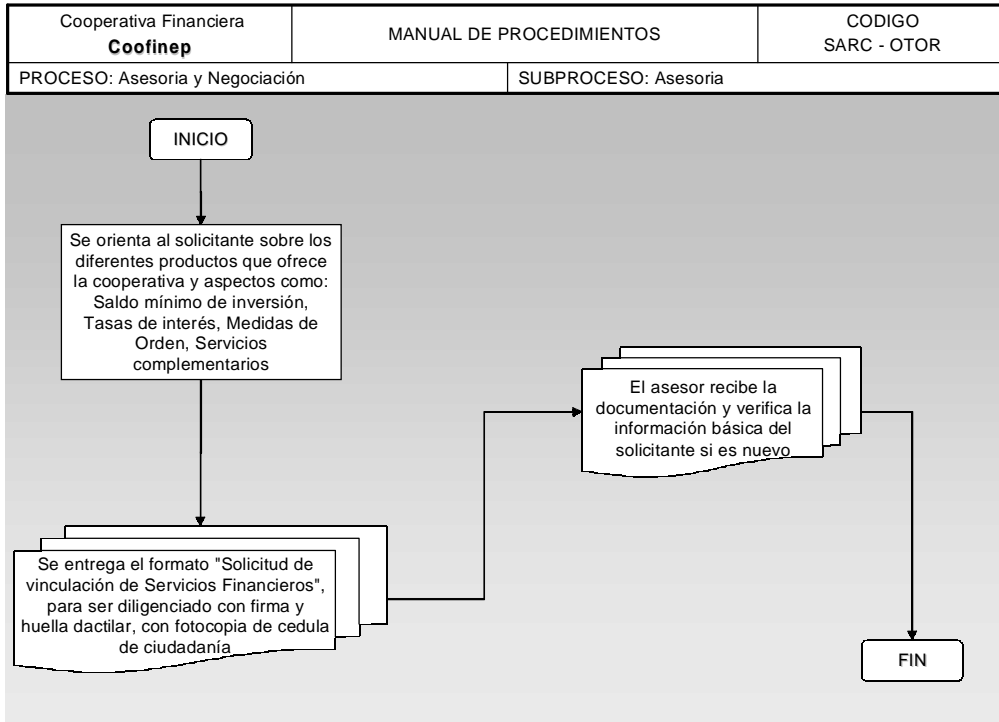 Cooperativa Financiera
Coofinep
MANUAL DE PROCEDIMIENTOS
CODIGO
SARC - OTOR
PROCESO: Asesoria y Negociación
SUBPROCESO: Asesoria
INICIO
Se orienta al solicitante sobre los
diferentes productos que ofrece
la cooperativa y aspectos como:
Saldo mínimo de inversión,
Tasas de interés, Medidas de
Orden, Servicios
complementarios
El asesor recibe la
documentación y verifica la
información básica del
solicitante si es nuevo
Se entrega el formato "Solicitud de
vinculación de Servicios Financieros",
para ser diligenciado con firma y
huella dactilar, con fotocopia de cedula
de ciudadanía
FIN